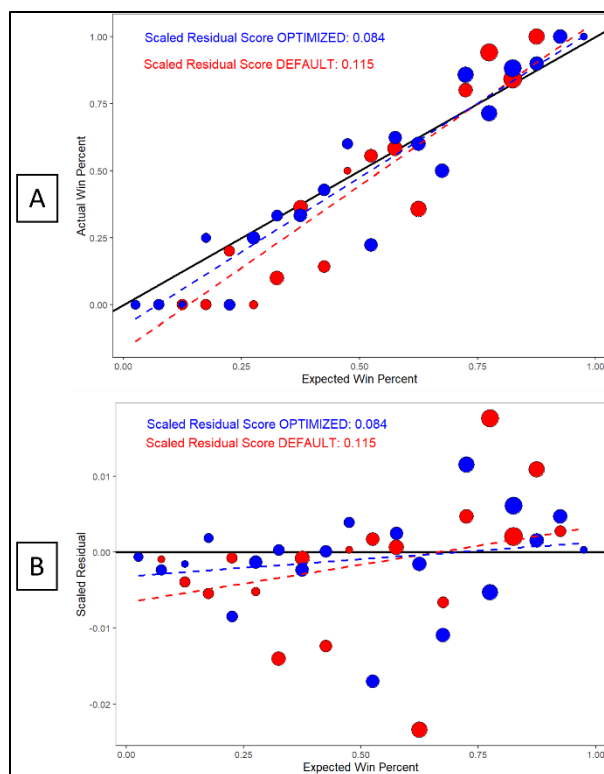 A
Scaled Residual Score OPTIMIZED: 0.084
Scaled Residual Score DEFAULT: 0.115
Actual Win Percent
1.00
0.75
0.50
0.25
0.00
0.00
0.25
0.50
0.75
1.00
Expected Win Percent
B
Scaled Residual Score OPTIMIZED: 0.084
Scaled Residual Score DEFAULT: 0.115
Scaled Residual
0.01
0.00
-0.01
-0.02
0.00
0.25
0.50
0.75
1.00
Expected Win Percent